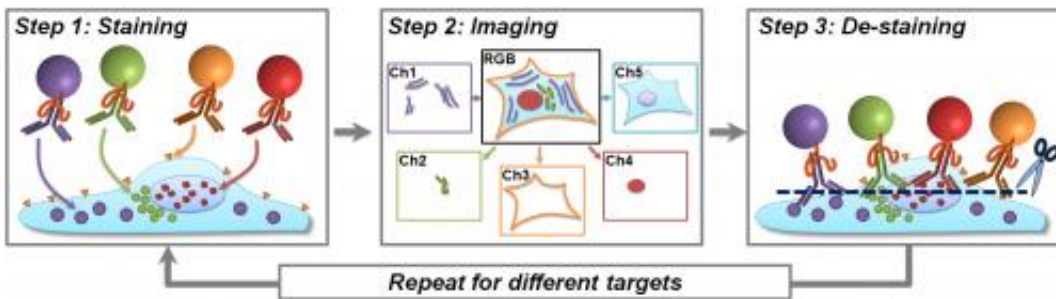 Step 1: Staining
Step 2: Imaging
Step 3: De-staining
Ch1
RGB
Ch5
Ch2
Ch3
Ch4
Repeat for different targets